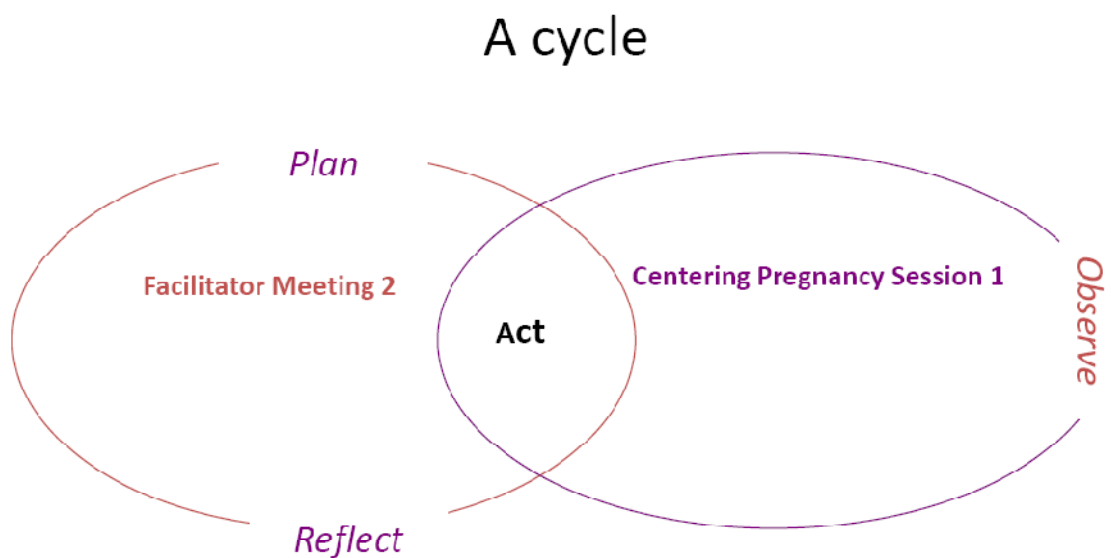 A cycle
Plan
Facilitator Meeting 2
Centering Pregnancy Session 1
Observe
Act
Reflect